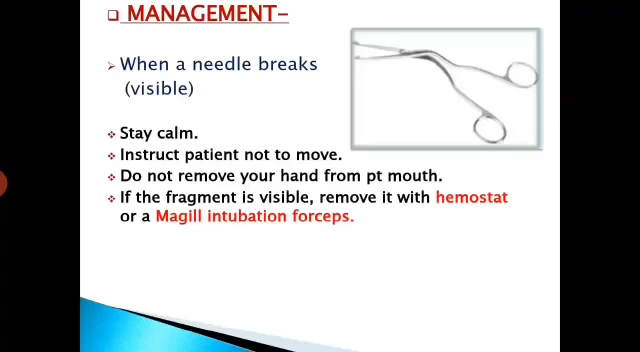 MANAGEMENT-
When a needle breaks
(visible)
Stay calm.
Instruct patient not to move.
Do not remove your hand from pt mouth.
If the fragment is visible, remove it with hemostat
or a Magill intubation forceps.